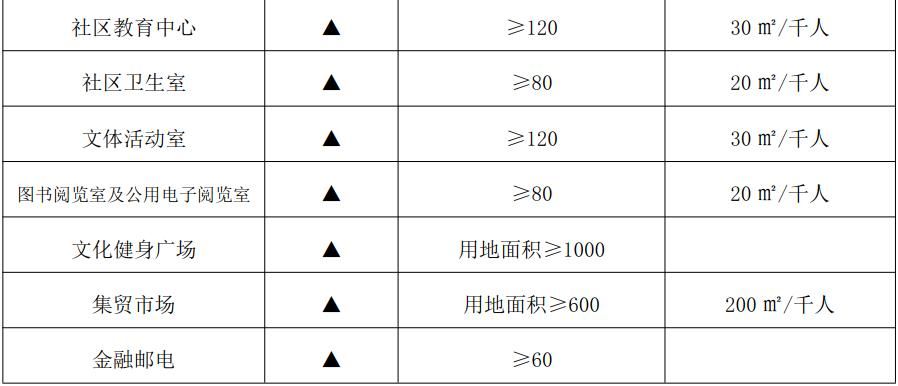 社区教育中心 ▲ ≥120 30 ㎡/千人
社区卫生室 ▲ ≥80 20 ㎡/千人
文体活动室 ▲ ≥120 30 ㎡/千人
图书阅览室及公用电子阅览室 ▲ ≥80 20 ㎡/千人
文化健身广场 ▲ 用地面积≥1000
集贸市场 ▲ 用地面积≥600 200 ㎡/千人
金融邮电 ▲ ≥60